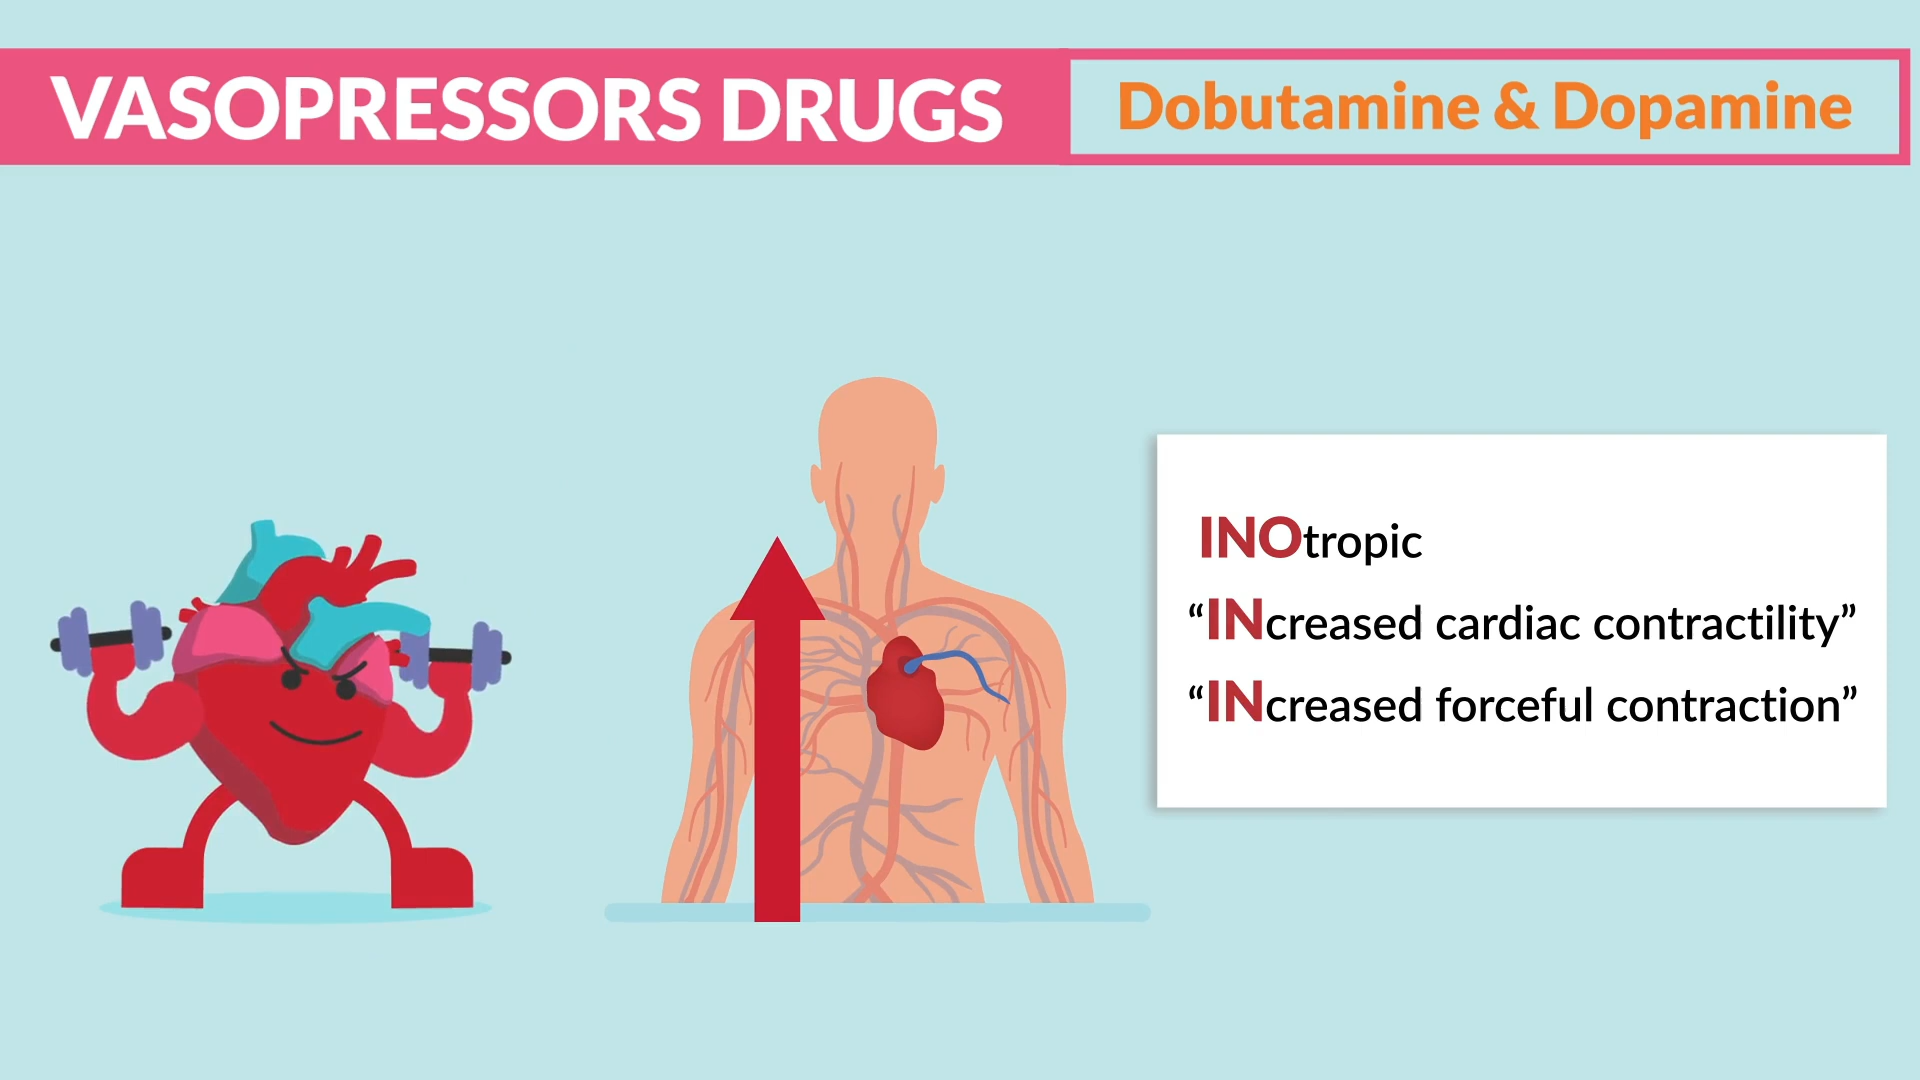 VASOPRESSORS DRUGS
Dobutamine & Dopamine
INOtropic
“INcreased cardiac contractility”
“INcreased forceful contraction”